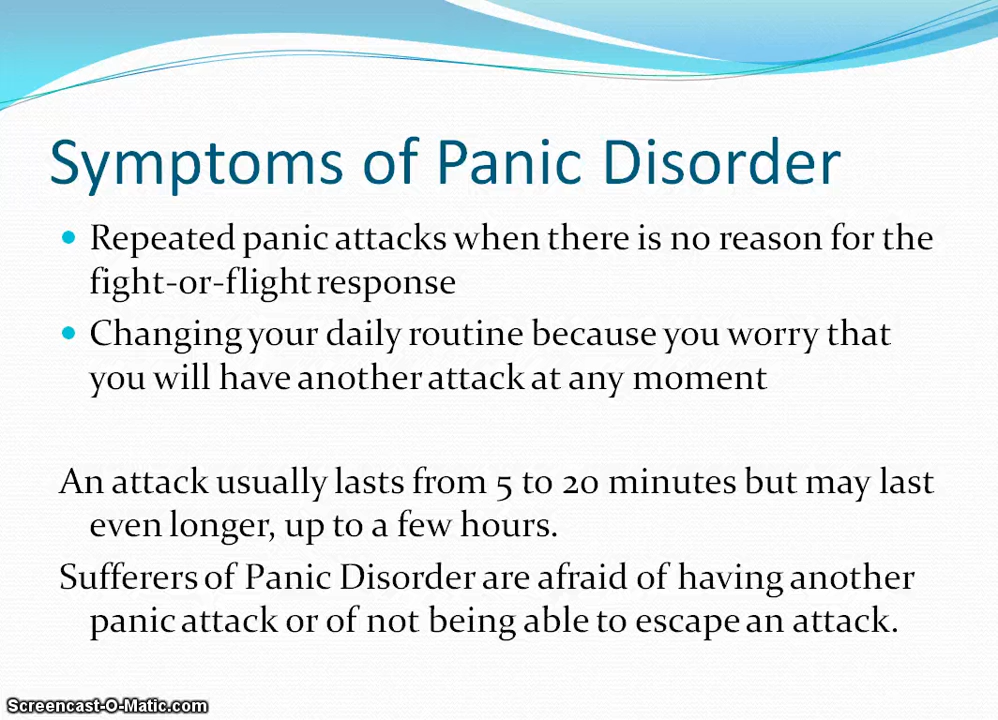 Symptoms of Panic Disorder
Repeated panic attacks when there is no reason for the
fight-or-flight response
Changing your daily routine because you worry that
you will have another attack at any moment
An attack usually lasts from 5 to 20 minutes but may last
even longer, up to a few hours.
Sufferers of Panic Disorder are afraid of having another
panic attack or of not being able to escape an attack.
Screencast-O-Matic.com